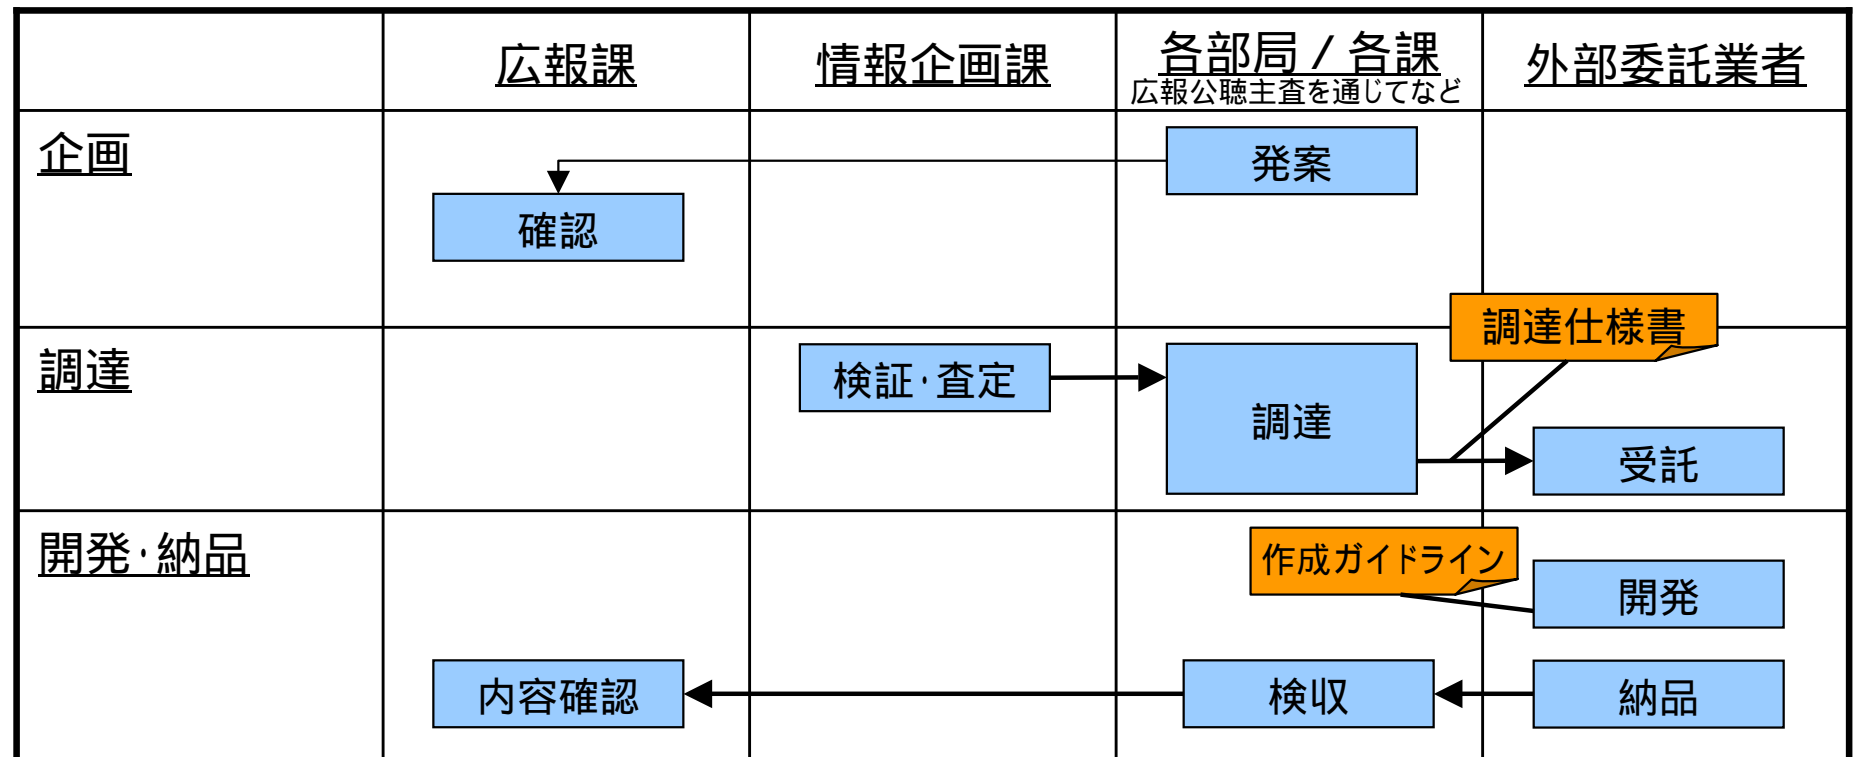 広報課
情報企画課
各部局 / 各課
広報公聴主査を通じてなど
外部委託業者
企画
発案
確認
調達仕様書
調達
検証・査定
調達
受託
開発・納品
作成ガイドライン
開発
内容確認
検収
納品